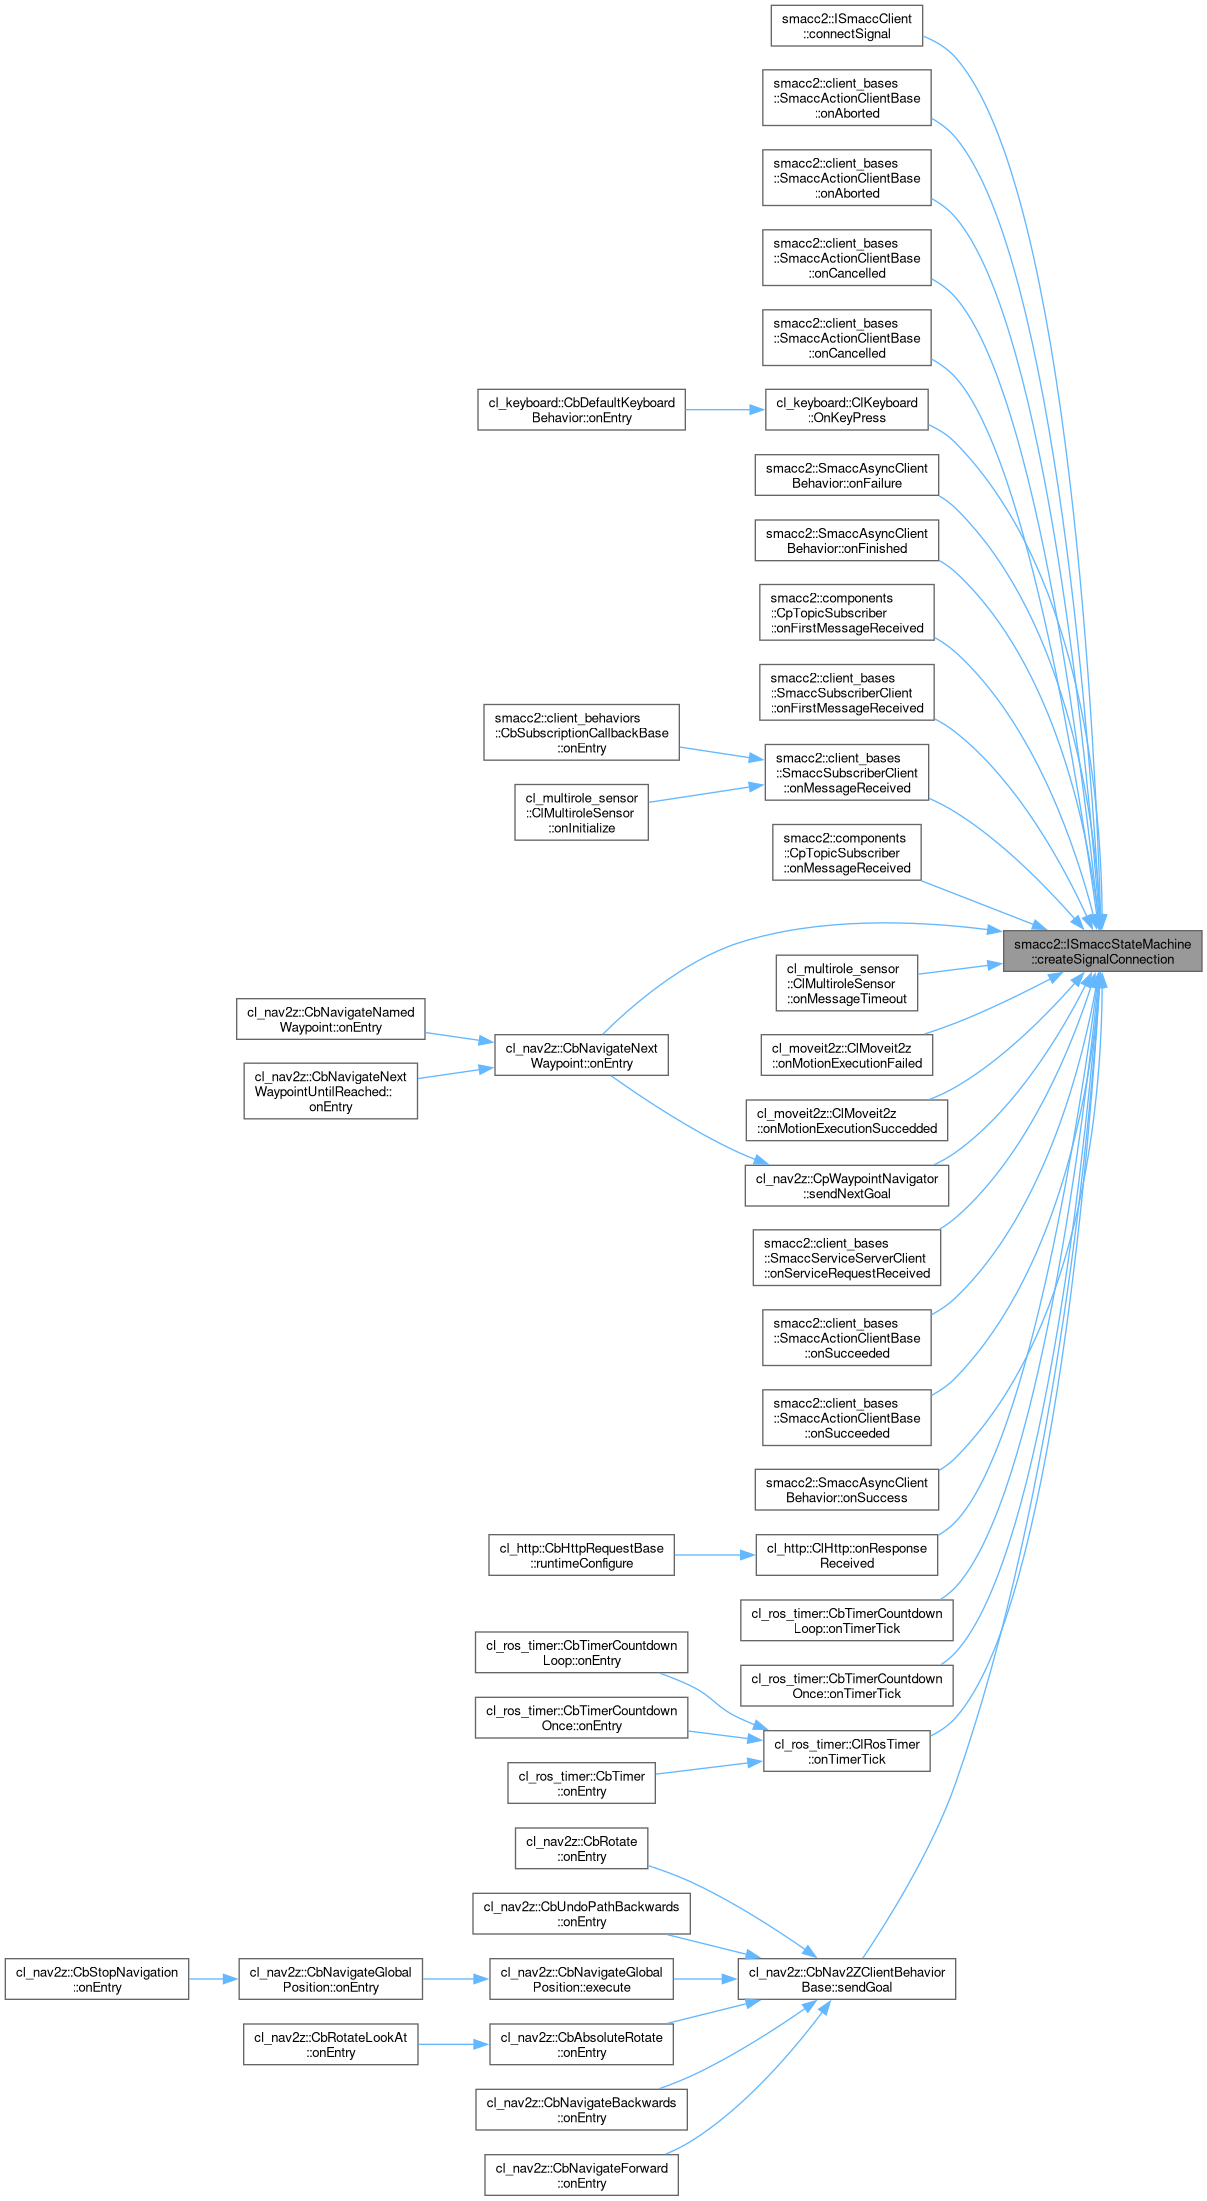 smacc2::ISmaccClient
::connectSignal
smacc2::client_bases
::SmaccActionClientBase
::onAborted
smacc2::client_bases
::SmaccActionClientBase
::onAborted
smacc2::client_bases
::SmaccActionClientBase
::onCancelled
smacc2::client_bases
::SmaccActionClientBase
::onCancelled
cl_keyboard::CbDefaultKeyboard
Behavior::onEntry
cl_keyboard::ClKeyboard
::OnKeyPress
smacc2::SmaccAsyncClient
Behavior::onFailure
smacc2::SmaccAsyncClient
Behavior::onFinished
smacc2::components
::CpTopicSubscriber
::onFirstMessageReceived
smacc2::client_bases
::SmaccSubscriberClient
::onFirstMessageReceived
smacc2::client_behaviors
::CbSubscriptionCallbackBase
::onEntry
smacc2::client_bases
::SmaccSubscriberClient
::onMessageReceived
cl_multirole_sensor
::ClMultiroleSensor
::onInitialize
smacc2::components
::CpTopicSubscriber
::onMessageReceived
smacc2::ISmaccStateMachine
::createSignalConnection
cl_multirole_sensor
::ClMultiroleSensor
::onMessageTimeout
cl_nav2z::CbNavigateNamed
Waypoint::onEntry
cl_nav2z::CbNavigateNext
Waypoint::onEntry
cl_moveit2z::ClMoveit2z
::onMotionExecutionFailed
cl_nav2z::CbNavigateNext
WaypointUntilReached::
onEntry
cl_moveit2z::ClMoveit2z
::onMotionExecutionSuccedded
cl_nav2z::CpWaypointNavigator
::sendNextGoal
smacc2::client_bases
::SmaccServiceServerClient
::onServiceRequestReceived
smacc2::client_bases
::SmaccActionClientBase
::onSucceeded
smacc2::client_bases
::SmaccActionClientBase
::onSucceeded
smacc2::SmaccAsyncClient
Behavior::onSuccess
cl_http::CbHttpRequestBase
::runtimeConfigure
cl_http::ClHttp::onResponse
Received
cl_ros_timer::CbTimerCountdown
Loop::onTimerTick
cl_ros_timer::CbTimerCountdown
Loop::onEntry
cl_ros_timer::CbTimerCountdown
Once::onTimerTick
cl_ros_timer::CbTimerCountdown
Once::onEntry
cl_ros_timer::ClRosTimer
::onTimerTick
cl_ros_timer::CbTimer
::onEntry
cl_nav2z::CbRotate
::onEntry
cl_nav2z::CbUndoPathBackwards
::onEntry
cl_nav2z::CbStopNavigation
::onEntry
cl_nav2z::CbNavigateGlobal
Position::onEntry
cl_nav2z::CbNavigateGlobal
Position::execute
cl_nav2z::CbNav2ZClientBehavior
Base::sendGoal
cl_nav2z::CbRotateLookAt
::onEntry
cl_nav2z::CbAbsoluteRotate
::onEntry
cl_nav2z::CbNavigateBackwards
::onEntry
cl_nav2z::CbNavigateForward
::onEntry